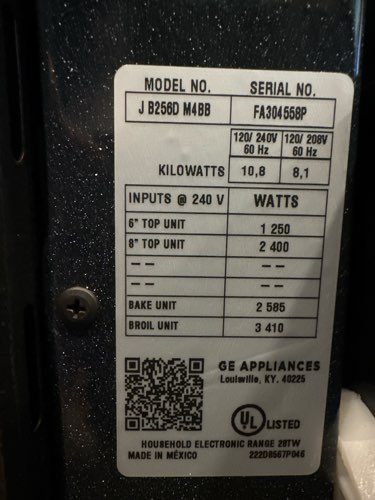 MODEL NO. SERIAL NO.
J B256D M4BB FA304558P
120/ 240V 120/ 208V
60 Hz 60 Hz
KILOWATTS 10,8 8,1
INPUTS @ 240 V WATTS
6" TOP UNIT 1 250
8" TOP UNIT 2 400
-- --
-- --
BAKE UNIT 2 585
BROIL UNIT 3 410
GE APPLIANCES
Louisville, KY. 40225
UL LISTED
HOUSEHOLD ELECTRONIC RANGE 28TW
MADE IN MÉXICO 222D8567P046